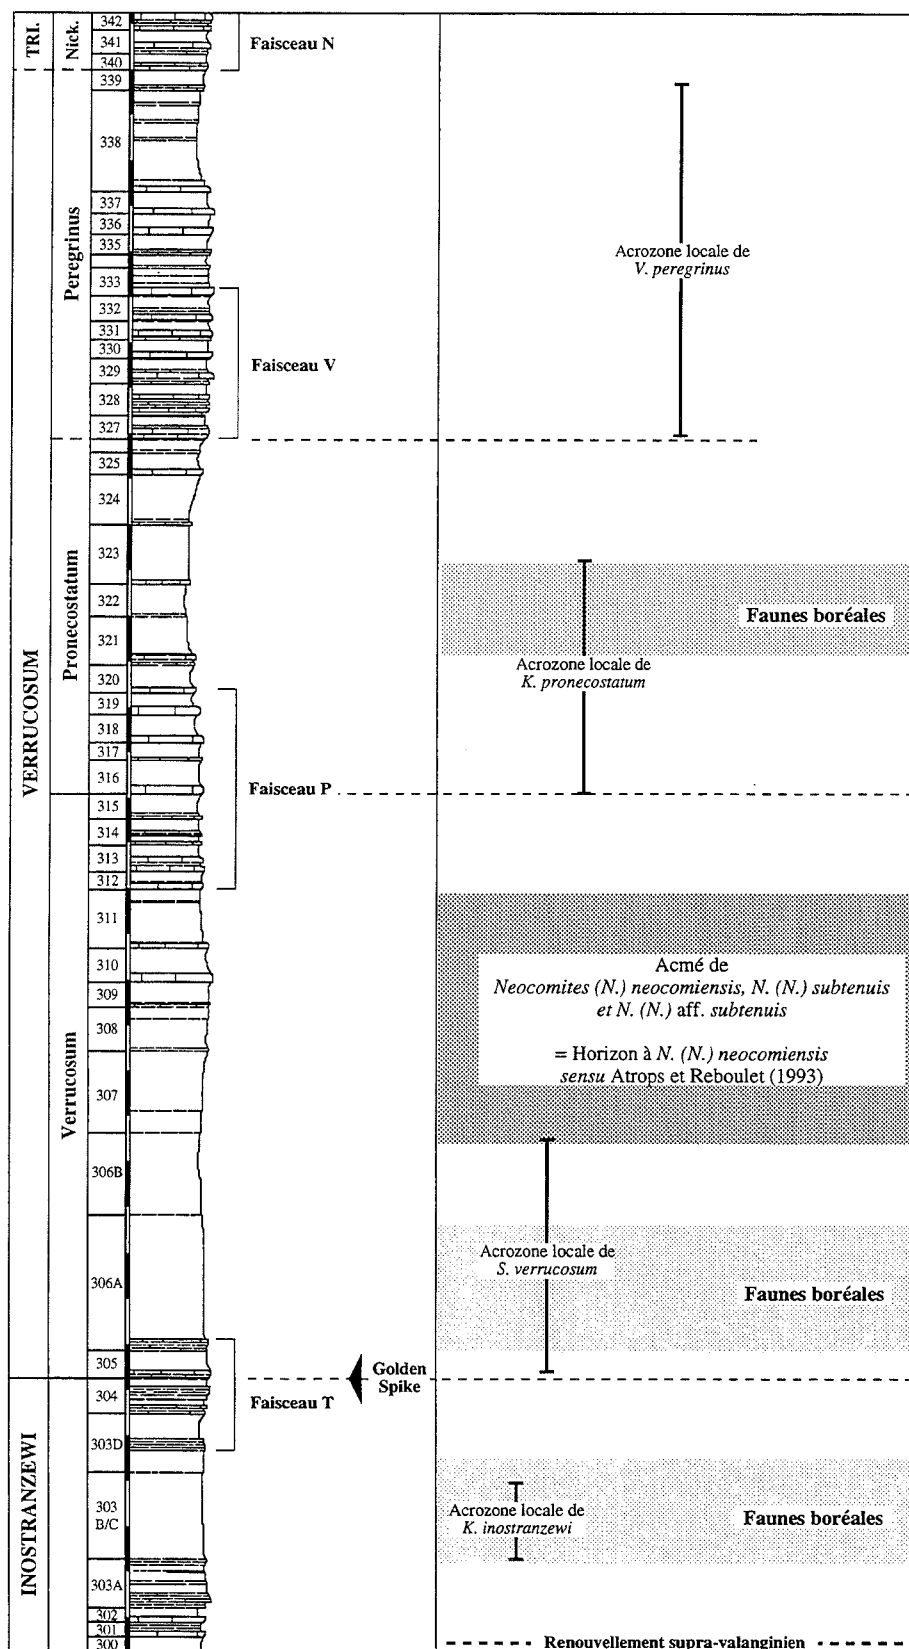 TRI.
Nick.
342
341
340
339
338
337
336
335
333
332
331
330
329
328
327
325
324
323
322
321
320
319
318
317
316
315
314
313
312
311
310
309
308
307
306B
306A
305
304
303D
303
B/C
303A
302
301
300
VERRUCOSUM
INOSTRANZEWI
Peregrinus
Pronecostatum
Verrucosum
Faisceau N
Faisceau V
Faisceau P
Faisceau T
Golden
Spike
Acrozone locale de
V. peregrinus
Faunes boréales
Acrozone locale de
K. pronecostatum
Acmé de
Neocomites (N.) neocomiensis, N. (N.) subtenuis
et N. (N.) aff. subtenuis
= Horizon à N. (N.) neocomiensis
sensu Atrops et Reboulet (1993)
Acrozone locale de
S. verrucosum
Faunes boréales
Acrozone locale de
K. inostranzewi
Faunes boréales
Renouvellement supra-valanginien